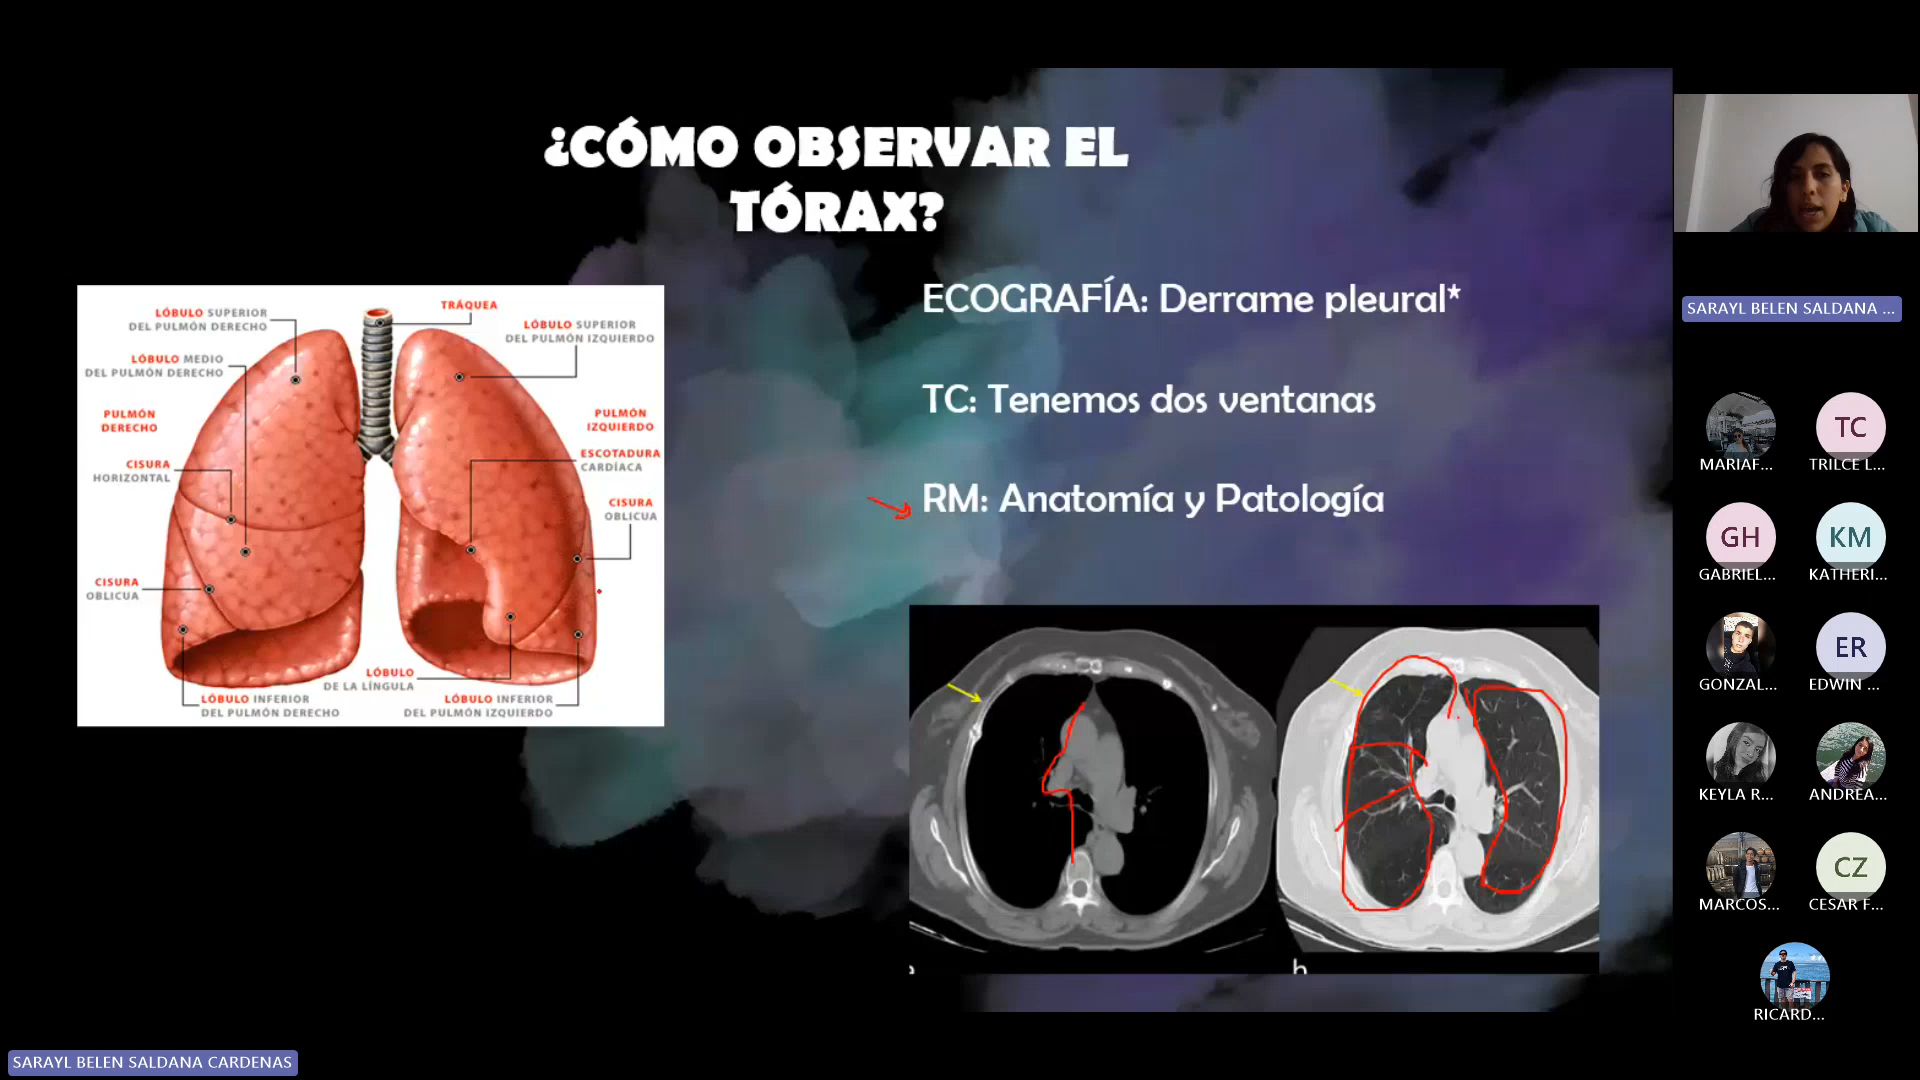 ¿CÓMO OBSERVAR EL
TÓRAX?
ECOGRAFÍA: Derrame pleural*
TC: Tenemos dos ventanas
RM: Anatomía y Patología
LÓBULO SUPERIOR
DEL PULMÓN DERECHO
TRÁQUEA
LÓBULO SUPERIOR
DEL PULMÓN IZQUIERDO
LÓBULO MEDIO
DEL PULMÓN DERECHO
PULMÓN
DERECHO
PULMÓN
IZQUIERDO
ESCOTADURA
CARDÍACA
CISURA
HORIZONTAL
CISURA
OBLICUA
CISURA
OBLICUA
LÓBULO
DE LA LÍNGULA
LÓBULO INFERIOR
DEL PULMÓN DERECHO
LÓBULO INFERIOR
DEL PULMÓN IZQUIERDO
SARAYL BELEN SALDANA ...
MARIAF...
TC
TRILCE L...
GH
GABRIEL...
KM
KATHERI...
GONZAL...
ER
EDWIN ...
KEYLA R...
ANDREA...
MARCOS...
CZ
CESAR F...
RICARD...
SARAYL BELEN SALDANA CARDENAS